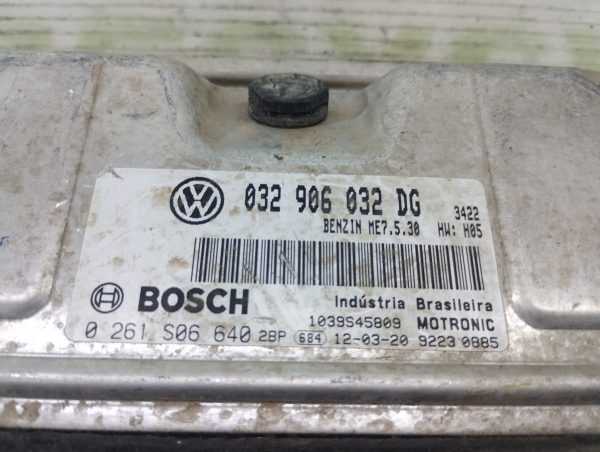 032 906 032 DG 3422
BENZIN ME7.5.30 HW: H05
BOSCH Indústria Brasileira
1039S45809 MOTRONIC
0 261 S06 640 2BP 684 12-03-20 9223 0885